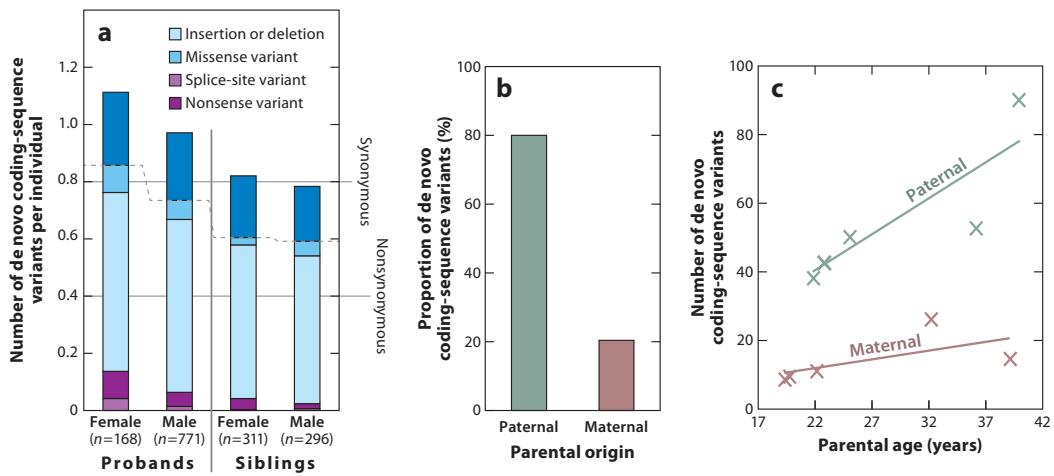 a
Insertion or deletion
Missense variant
Splice-site variant
Nonsense variant
Number of de novo coding-sequence
variants per individual
1.2
1.0
0.8
0.6
0.4
0.2
0
Synonymous
Nonsynonymous
Female
(n=168)
Male
(n=771)
Female
(n=311)
Male
(n=296)
Probands
Siblings
b
Proportion of de novo
coding-sequence variants (%)
100
80
60
40
20
0
Paternal
Maternal
Parental origin
c
Number of de novo
coding-sequence variants
100
80
60
40
20
0
Paternal
Maternal
17
22
27
32
37
42
Parental age (years)